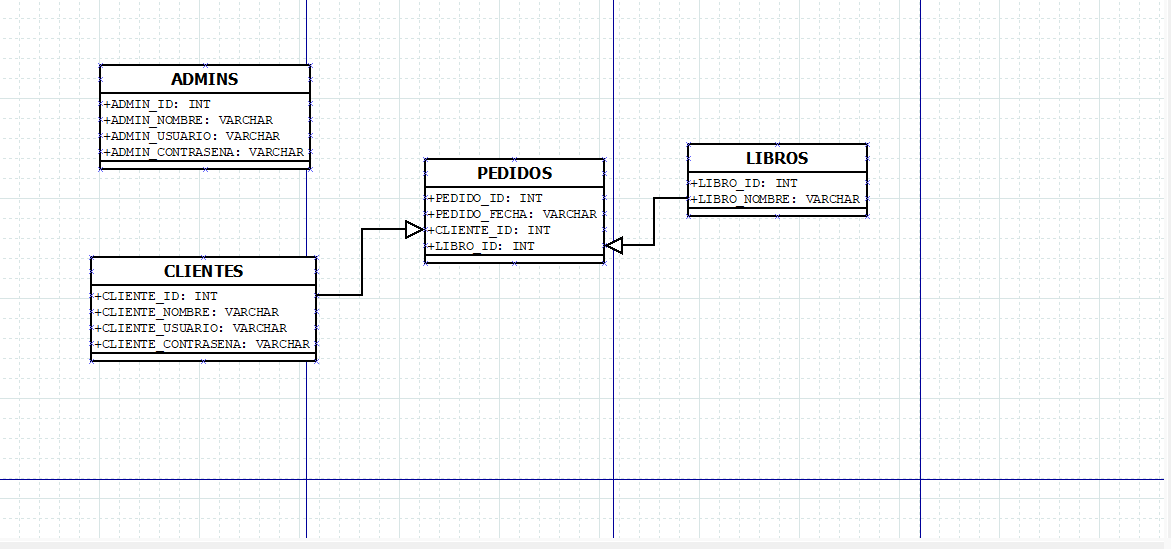 ADMINS
+ADMIN_ID: INT
+ADMIN_NOMBRE: VARCHAR
+ADMIN_USUARIO: VARCHAR
+ADMIN_CONTRASENA: VARCHAR
CLIENTES
+CLIENTE_ID: INT
+CLIENTE_NOMBRE: VARCHAR
+CLIENTE_USUARIO: VARCHAR
+CLIENTE_CONTRASENA: VARCHAR
PEDIDOS
+PEDIDO_ID: INT
+PEDIDO_FECHA: VARCHAR
+CLIENTE_ID: INT
+LIBRO_ID: INT
LIBROS
+LIBRO_ID: INT
+LIBRO_NOMBRE: VARCHAR